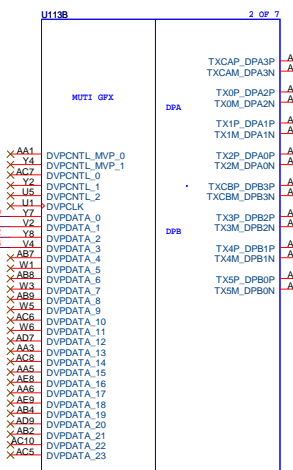 U113B 2 OF 7
MUTI GFX
DPA
DPB
AA1 DVPCNTL_MVP_0
Y4 DVPCNTL_MVP_1
AC7 DVPCNTL_0
Y2 DVPCNTL_1
U5 DVPCNTL_2
U1 DVPCLK
Y7 DVPDATA_0
V2 DVPDATA_1
Y8 DVPDATA_2
V4 DVPDATA_3
AB7 DVPDATA_4
W1 DVPDATA_5
AB8 DVPDATA_6
W3 DVPDATA_7
AB9 DVPDATA_8
W5 DVPDATA_9
AC6 DVPDATA_10
W6 DVPDATA_11
AD7 DVPDATA_12
AA3 DVPDATA_13
AC8 DVPDATA_14
AA5 DVPDATA_15
AE8 DVPDATA_16
AA6 DVPDATA_17
AE9 DVPDATA_18
AB4 DVPDATA_19
AD9 DVPDATA_20
AB2 DVPDATA_21
AC10 DVPDATA_22
AC5 DVPDATA_23
TXCAP_DPA3P
TXCAM_DPA3N
TX0P_DPA2P
TX0M_DPA2N
TX1P_DPA1P
TX1M_DPA1N
TX2P_DPA0P
TX2M_DPA0N
TXCBP_DPB3P
TXCBM_DPB3N
TX3P_DPB2P
TX3M_DPB2N
TX4P_DPB1P
TX4M_DPB1N
TX5P_DPB0P
TX5M_DPB0N